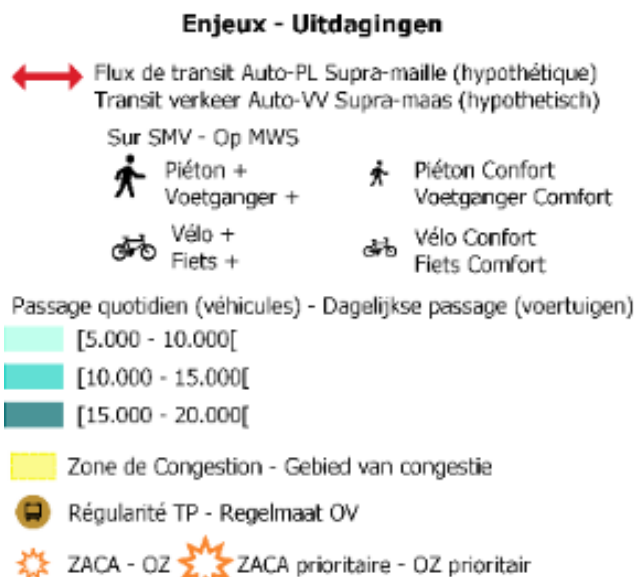 Enjeux - Uitdagingen
Flux de transit Auto-PL Supra-maille (hypothétique)
Transit verkeer Auto-VV Supra-maas (hypothetisch)
Sur SMV - Op MWS
Piéton +
Voetganger +
Piéton Confort
Voetganger Comfort
Vélo +
Fiets +
Vélo Confort
Fiets Comfort
Passage quotidien (véhicules) - Dagelijkse passage (voertuigen)
[5.000 - 10.000[
[10.000 - 15.000[
[15.000 - 20.000[
Zone de Congestion - Gebied van congestie
Régularité TP - Regelmaat OV
ZACA - OZ ZACA prioritaire - OZ prioritair